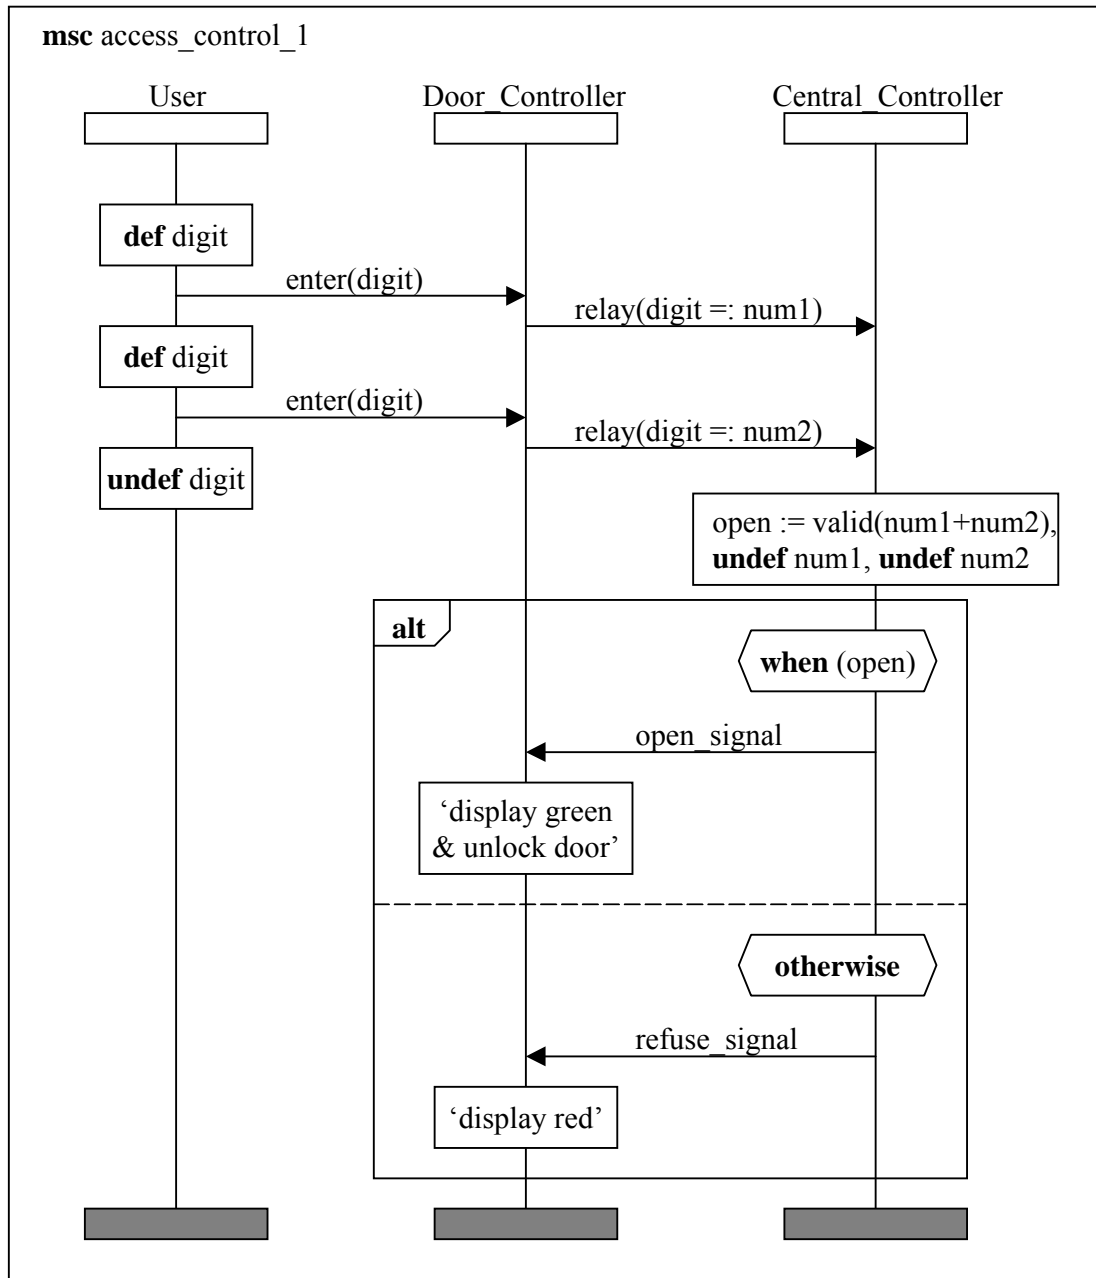 msc access_control_1
User
Door_Controller
Central_Controller
def digit
enter(digit)
relay(digit =: num1)
def digit
enter(digit)
relay(digit =: num2)
undef digit
open := valid(num1+num2),
undef num1, undef num2
alt
when (open)
open_signal
‘display green
& unlock door’
otherwise
refuse_signal
‘display red’